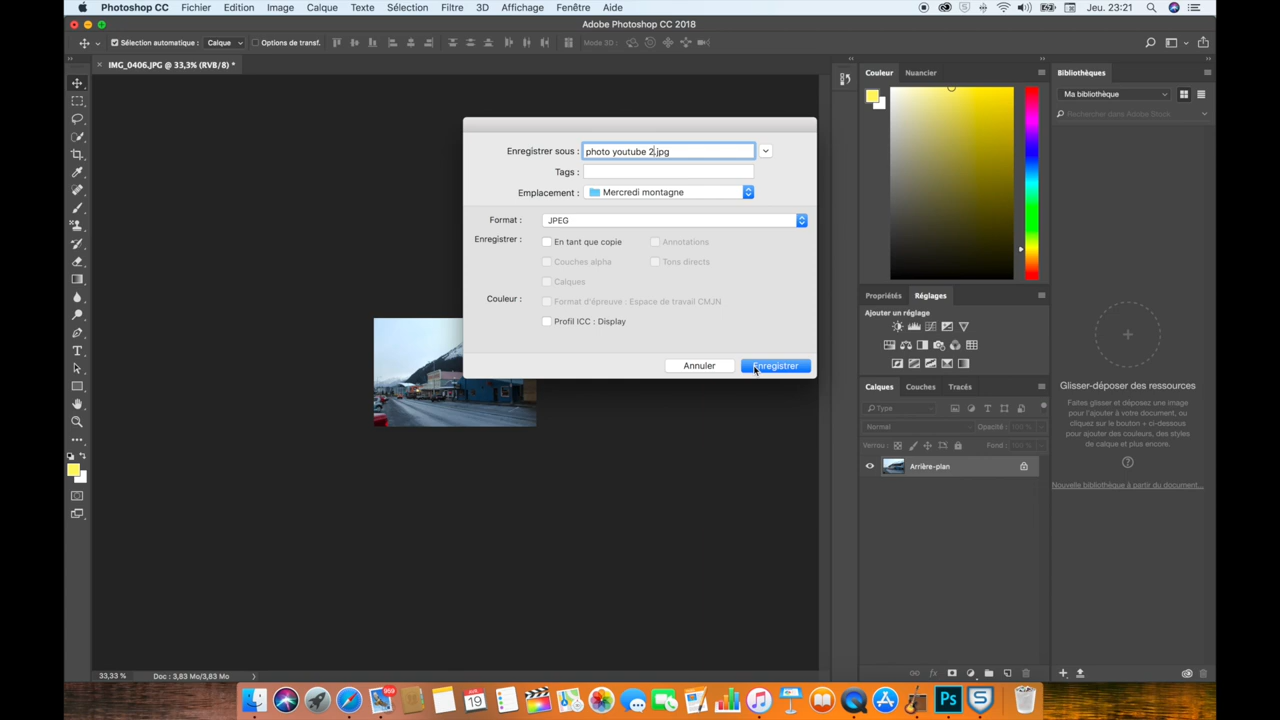 Photoshop CC Fichier Edition Image Calque Texte Sélection Filtre 3D Affichage Fenêtre Aide Jeu. 23:21
Adobe Photoshop CC 2018
Sélection automatique : Calque Options de transf. Mode 3D :
IMG_0406.JPG @ 33,3% (RVB/8) *
Enregistrer sous : photo youtube 2.jpg
Tags :
Emplacement : Mercredi montagne
Format : JPEG
Enregistrer : En tant que copie Annotations
Couches alpha Tons directs
Calques
Couleur : Format d'épreuve : Espace de travail CMJN
Profil ICC : Display
Annuler Enregistrer
Couleur Nuancier
Propriétés Réglages
Ajouter un réglage
Calques Couches Tracés
Type
Normal Opacité : 100 %
Verrou : Fond : 100 %
Arrière-plan
Bibliothèques
Ma bibliothèque
Rechercher dans Adobe Stock
Glisser-déposer des ressources
Faites glisser et déposez une image
pour l'ajouter à votre document, ou
cliquez sur le bouton + ci-dessous
pour ajouter des couleurs, des styles
de calque et plus encore.
Nouvelle bibliothèque à partir du document...
33,33 % Doc : 3,83 Mo/3,83 Mo
999
19
Ps